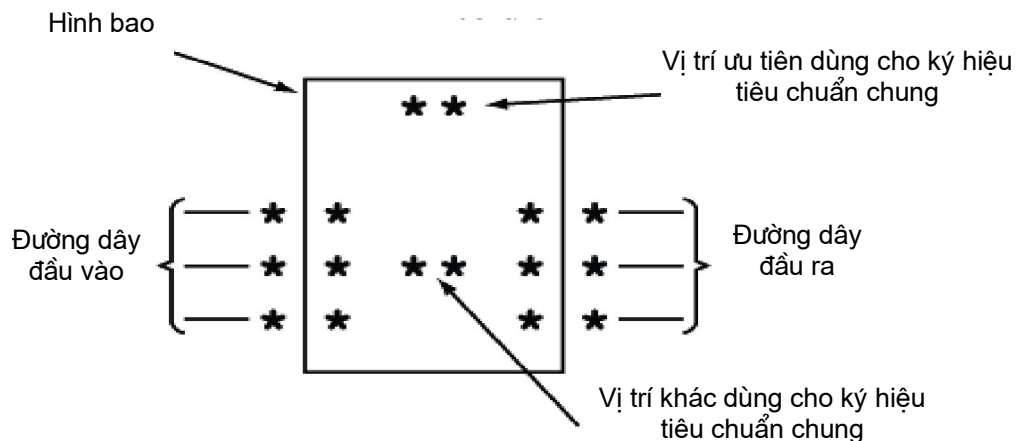 Hình bao
Vị trí ưu tiên dùng cho ký hiệu
tiêu chuẩn chung
* *
* * * *
Đường dây
đầu vào
* * * * * *
Đường dây
đầu ra
* * * *
Vị trí khác dùng cho ký hiệu
tiêu chuẩn chung